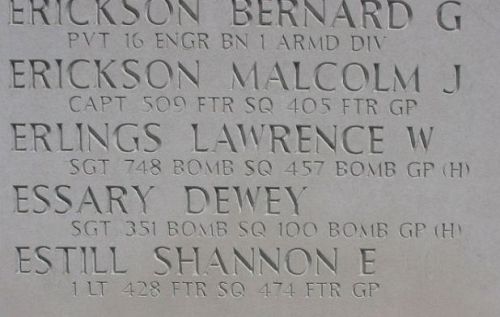 ERICKSON BERNARD G
PVT 16 ENGR BN 1 ARMD DIV
ERICKSON MALCOLM J
CAPT 509 FTR SQ 405 FTR GP
ERLINGS LAWRENCE W
SGT 748 BOMB SQ 457 BOMB GP (H)
ESSARY DEWEY
SGT 351 BOMB SQ 100 BOMB GP (H)
ESTILL SHANNON E
1 LT 428 FTR SQ 474 FTR GP